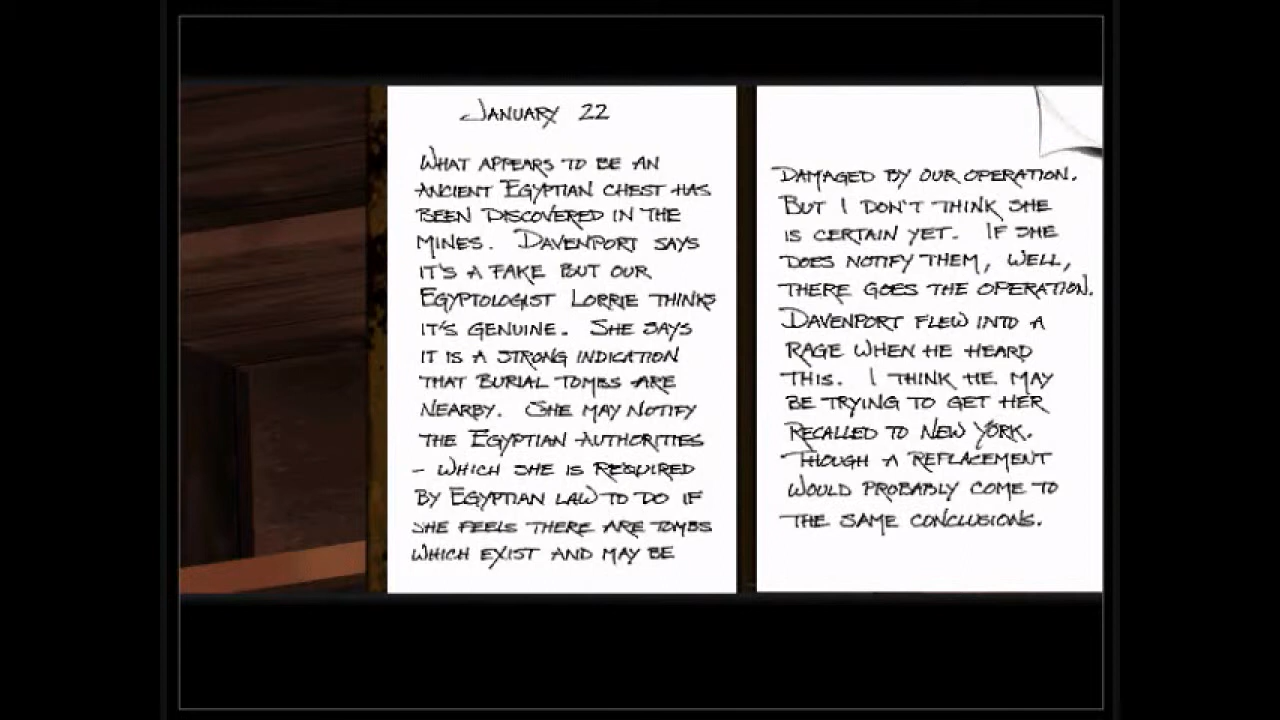 January 22
What appears to be an
ancient Egyptian chest has
been discovered in the
mines. Davenport says
it's a fake but our
Egyptologist Lorrie thinks
it's genuine. She says
it is a strong indication
that burial tombs are
nearby. She may notify
the Egyptian authorities
- which she is required
by Egyptian law to do if
she feels there are tombs
which exist and may be
damaged by our operation.
But I don't think she
is certain yet. If she
does notify them, well,
there goes the operation.
Davenport flew into a
rage when he heard
this. I think he may
be trying to get her
recalled to New York.
Though a replacement
would probably come to
the same conclusions.